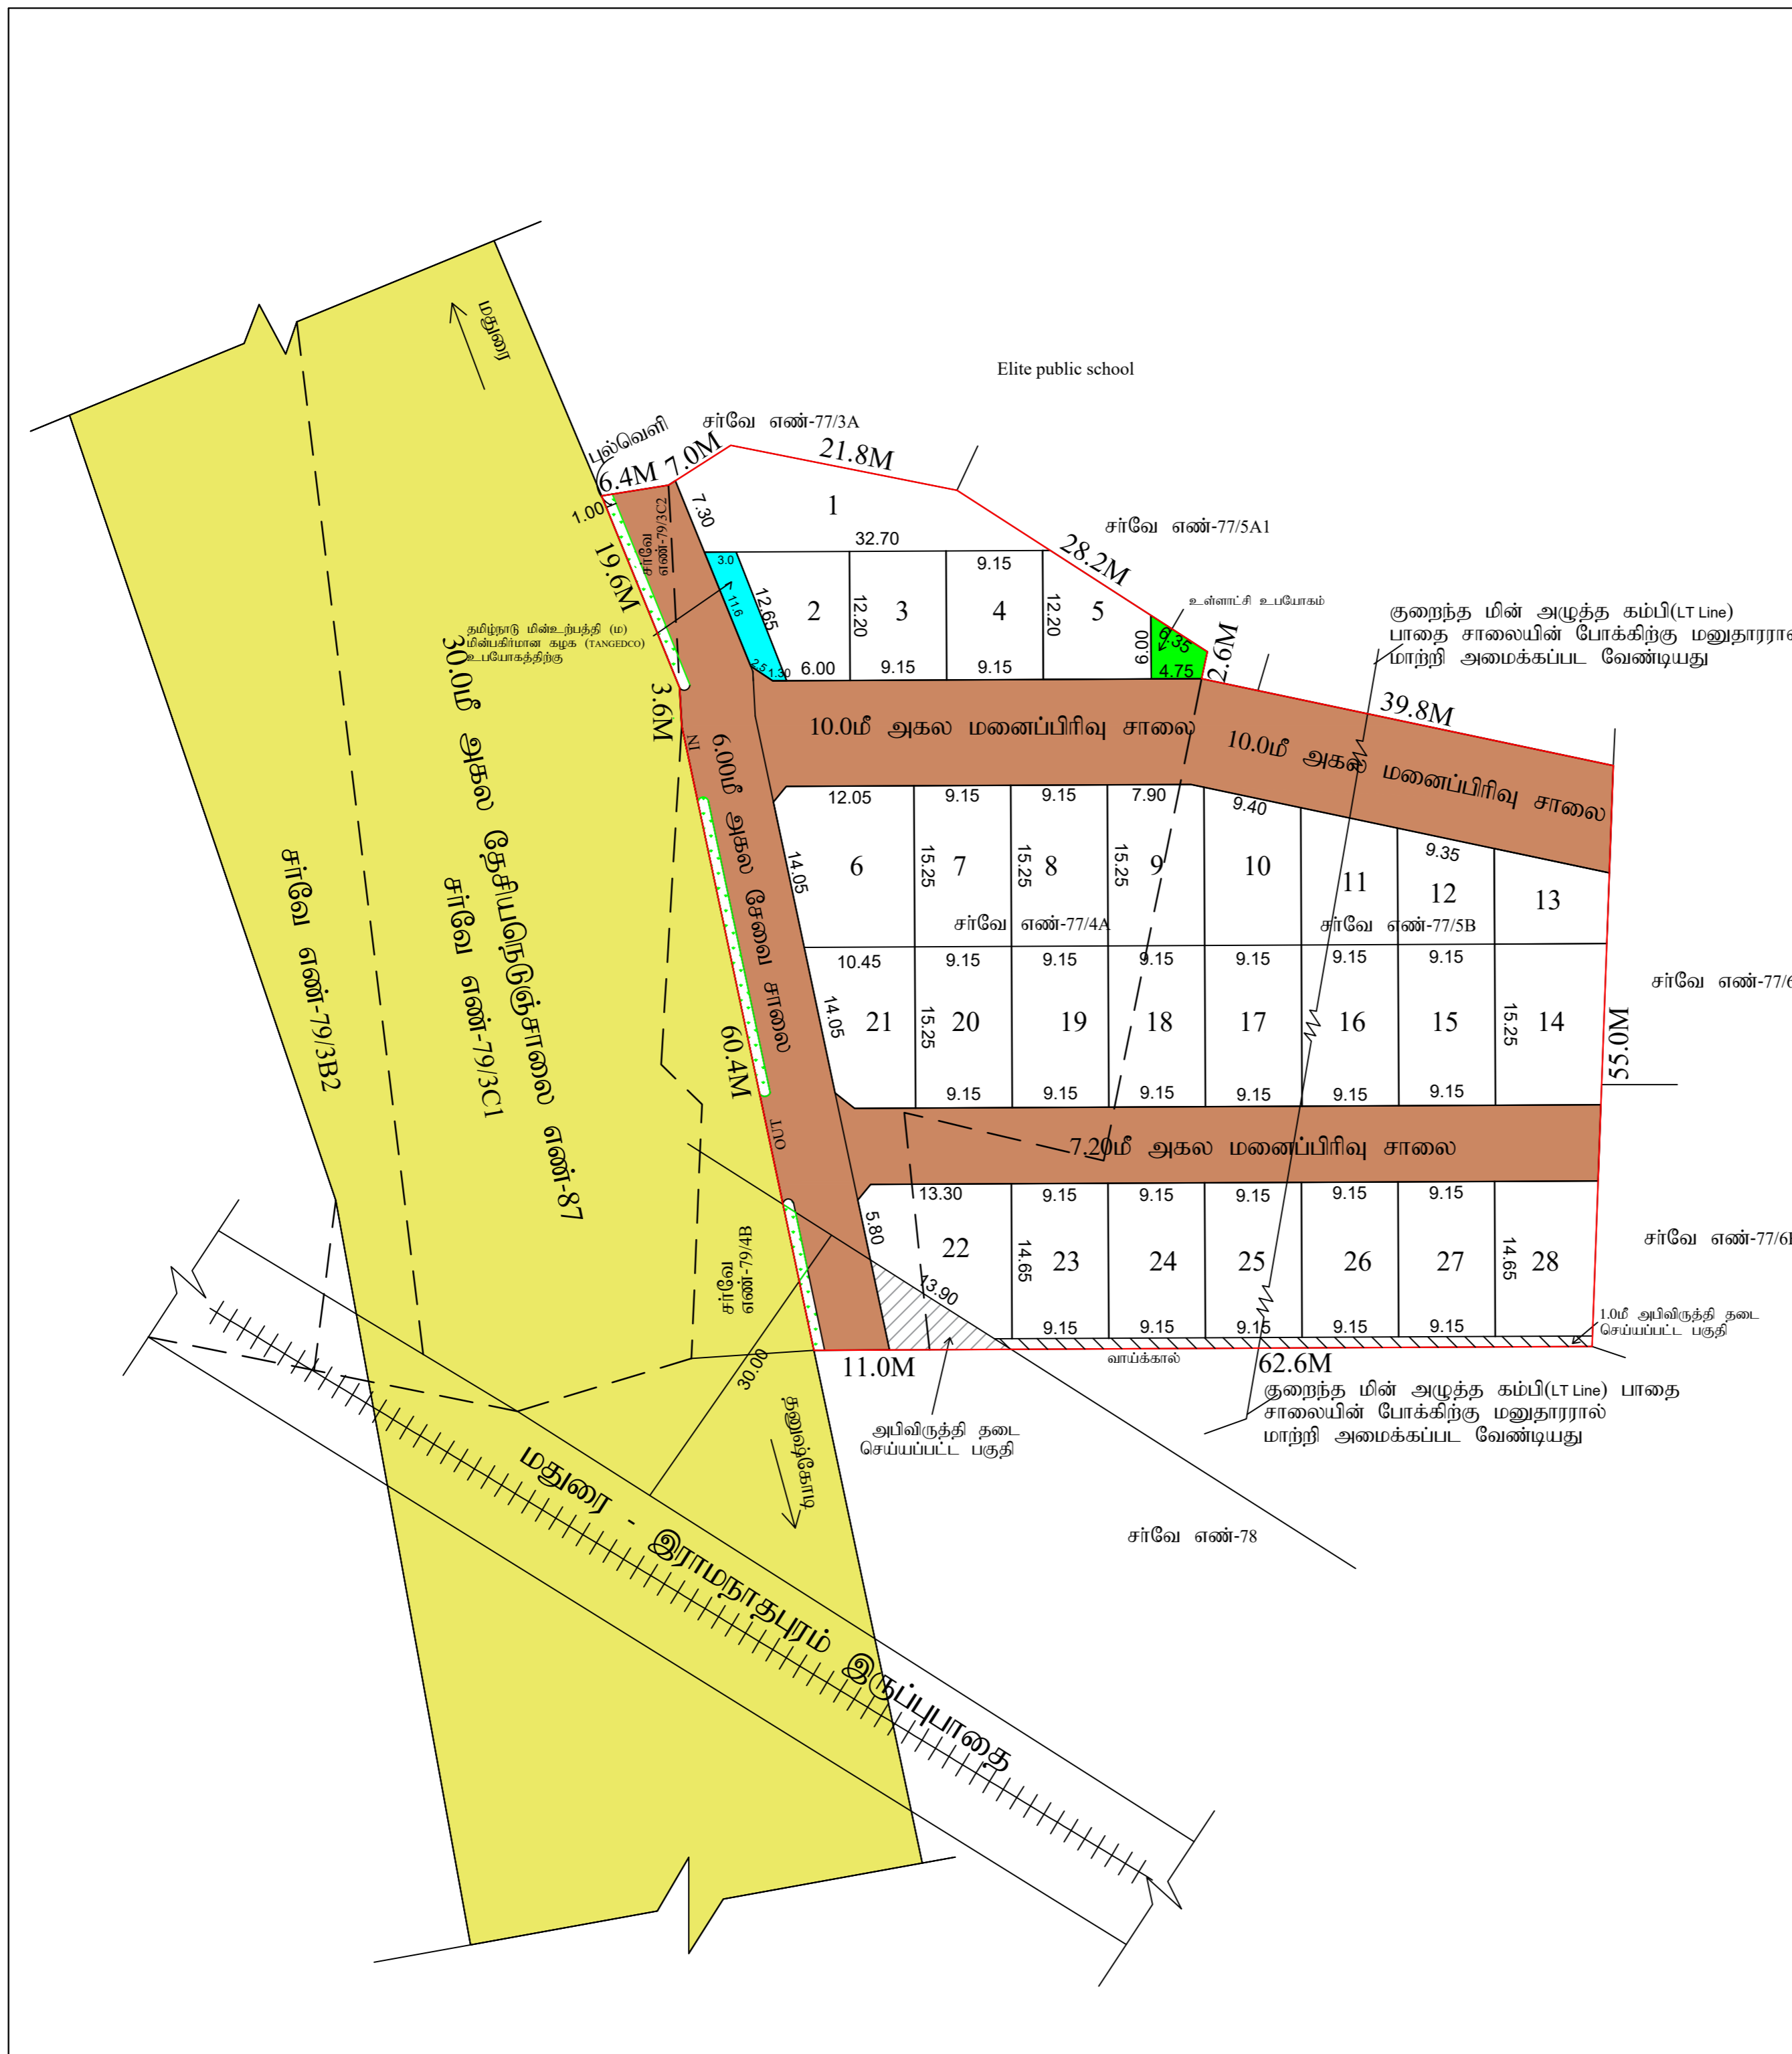 Elite public school
மதுரை
புல்வெளி
சர்வே எண்-77/3A
6.4M
7.0M
21.8M
1.00
சர்வே
எண்-79/3C2
7.30
1
32.70
சர்வே எண்-77/5A1
28.2M
19.6M
3.0
11.6
12.65
2
12.20
3
9.15
4
12.20
5
6.00
6.35
4.75
உள்ளாட்சி உபயோகம்
2.6M
குறைந்த மின் அழுத்த கம்பி(LT Line)
மாற்றி அமைக்கப்பட வேண்டியது
தமிழ்நாடு மின்உற்பத்தி (ம)
மின்பகிர்மான கழக (TANGEDCO)
உபயோகத்திற்கு
2.5
1.30
6.00
9.15
9.15
3.6M
39.8M
IN
10.0மீ அகல மனைப்பிரிவு சாலை
10.0மீ அகல மனைப்பிரிவு சாலை
30.0மீ அகல தேசியநெடுஞ்சாலை எண்-87
சர்வே எண்-79/3C1
சர்வே எண்-79/3B2
6.00மீ அகல சேவை சாலை
12.05
9.15
9.15
7.90
9.40
9.35
14.05
6
15.25
7
15.25
8
15.25
9
10
11
12
13
சர்வே எண்-77/4A
சர்வே எண்-77/5B
10.45
9.15
9.15
9.15
9.15
9.15
9.15
14.05
21
15.25
20
19
18
17
16
15
15.25
14
55.0M
60.4M
9.15
9.15
9.15
9.15
9.15
9.15
OUT
7.20மீ அகல மனைப்பிரிவு சாலை
13.30
9.15
9.15
9.15
9.15
9.15
சர்வே
எண்-79/4B
5.80
22
14.65
23
24
25
26
27
14.65
28
13.90
9.15
9.15
9.15
9.15
9.15
1.0மீ அபிவிருத்தி தடை
செய்யப்பட்ட பகுதி
30.00
11.0M
வாய்க்கால்
62.6M
குறைந்த மின் அழுத்த கம்பி(LT Line) பாதை
சாலையின் போக்கிற்கு மனுதாரரால்
மாற்றி அமைக்கப்பட வேண்டியது
அபிவிருத்தி தடை
செய்யப்பட்ட பகுதி
தனுஷ்கோடி
சர்வே எண்-78
மதுரை - இராமநாதபுரம் இருப்புபாதை